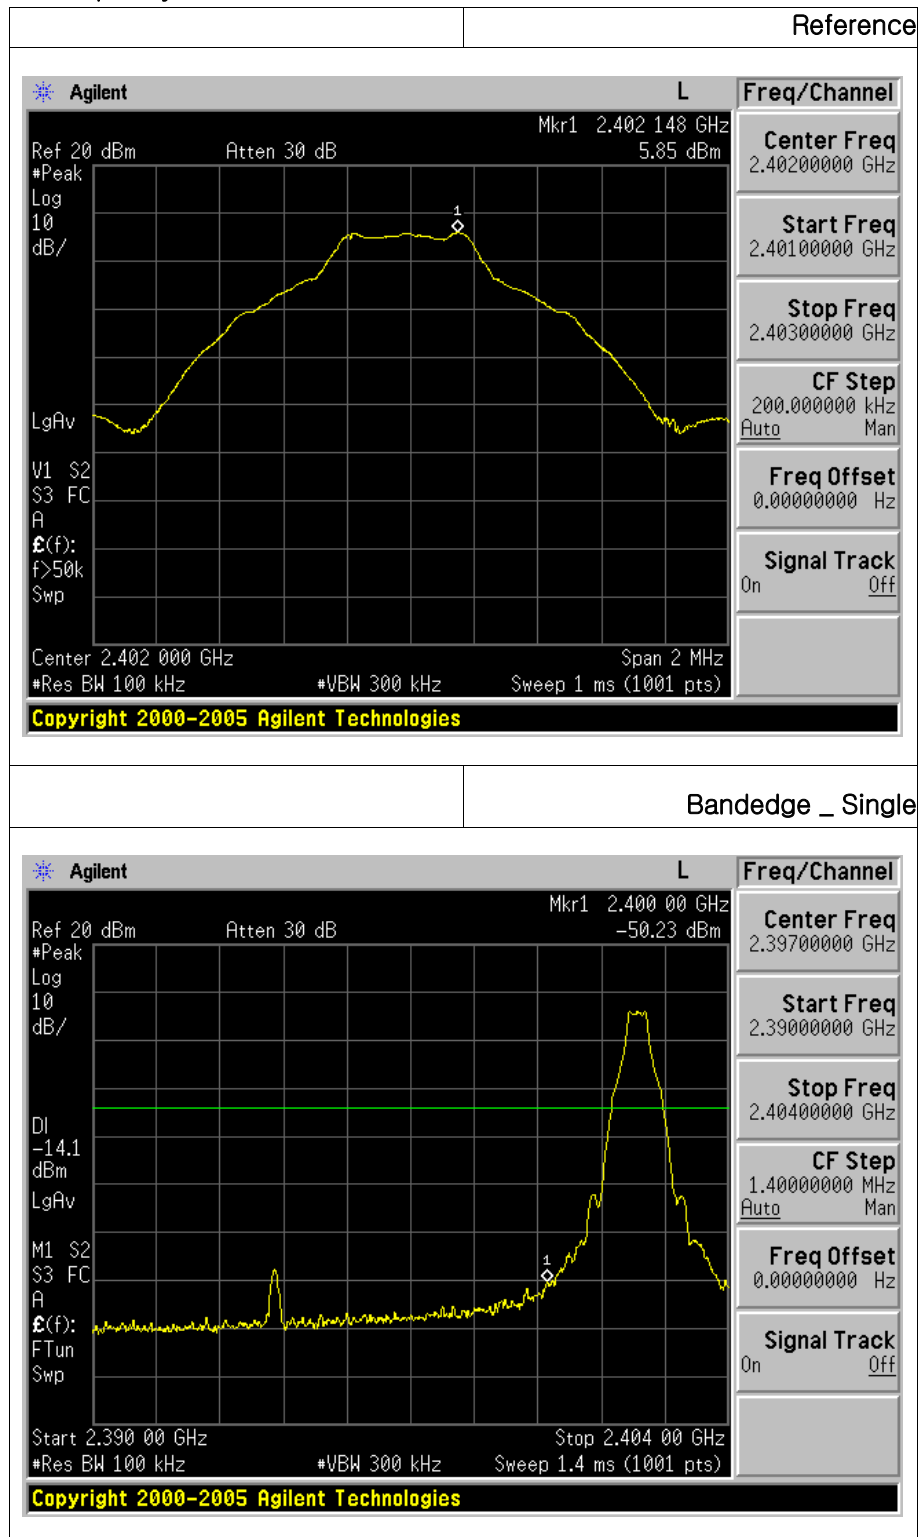 Reference
Agilent L Freq/Channel
Mkr1 2.402 148 GHz
Ref 20 dBm Atten 30 dB 5.85 dBm
#Peak
Log
10
dB/
1
LgAv
V1 S2
S3 FC
A
£(f):
f>50k
Swp
Center 2.402 000 GHz Span 2 MHz
#Res BW 100 kHz #VBW 300 kHz Sweep 1 ms (1001 pts)
Copyright 2000-2005 Agilent Technologies
Center Freq
2.40200000 GHz
Start Freq
2.40100000 GHz
Stop Freq
2.40300000 GHz
CF Step
200.000000 kHz
Auto Man
Freq Offset
0.00000000 Hz
Signal Track
On Off
Bandedge _ Single
Agilent L Freq/Channel
Mkr1 2.400 00 GHz
Ref 20 dBm Atten 30 dB -50.23 dBm
#Peak
Log
10
dB/
DI
-14.1
dBm
LgAv
1
M1 S2
S3 FC
A
£(f):
FTun
Swp
Start 2.390 00 GHz Stop 2.404 00 GHz
#Res BW 100 kHz #VBW 300 kHz Sweep 1.4 ms (1001 pts)
Copyright 2000-2005 Agilent Technologies
Center Freq
2.39700000 GHz
Start Freq
2.39000000 GHz
Stop Freq
2.40400000 GHz
CF Step
1.40000000 MHz
Auto Man
Freq Offset
0.00000000 Hz
Signal Track
On Off